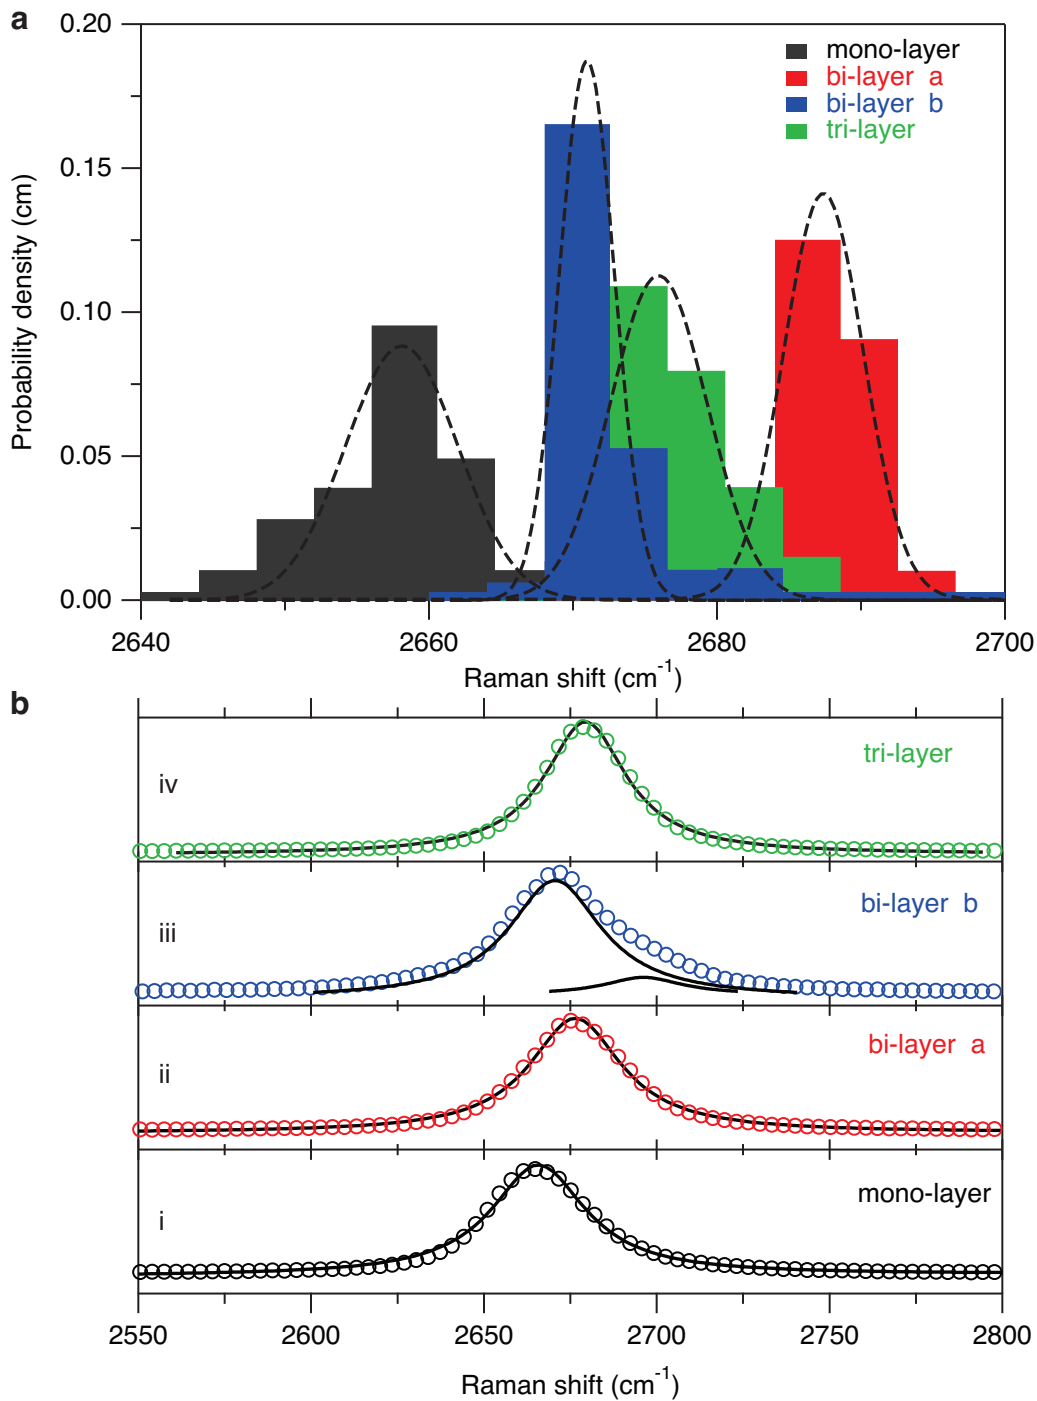 a
0.20
0.15
0.10
0.05
0.00
Probability density (cm)
mono-layer
bi-layer a
bi-layer b
tri-layer
2640 2660 2680 2700
Raman shift (cm⁻¹)
b
iv
tri-layer
iii
bi-layer b
ii
bi-layer a
i
mono-layer
2550 2600 2650 2700 2750 2800
Raman shift (cm⁻¹)